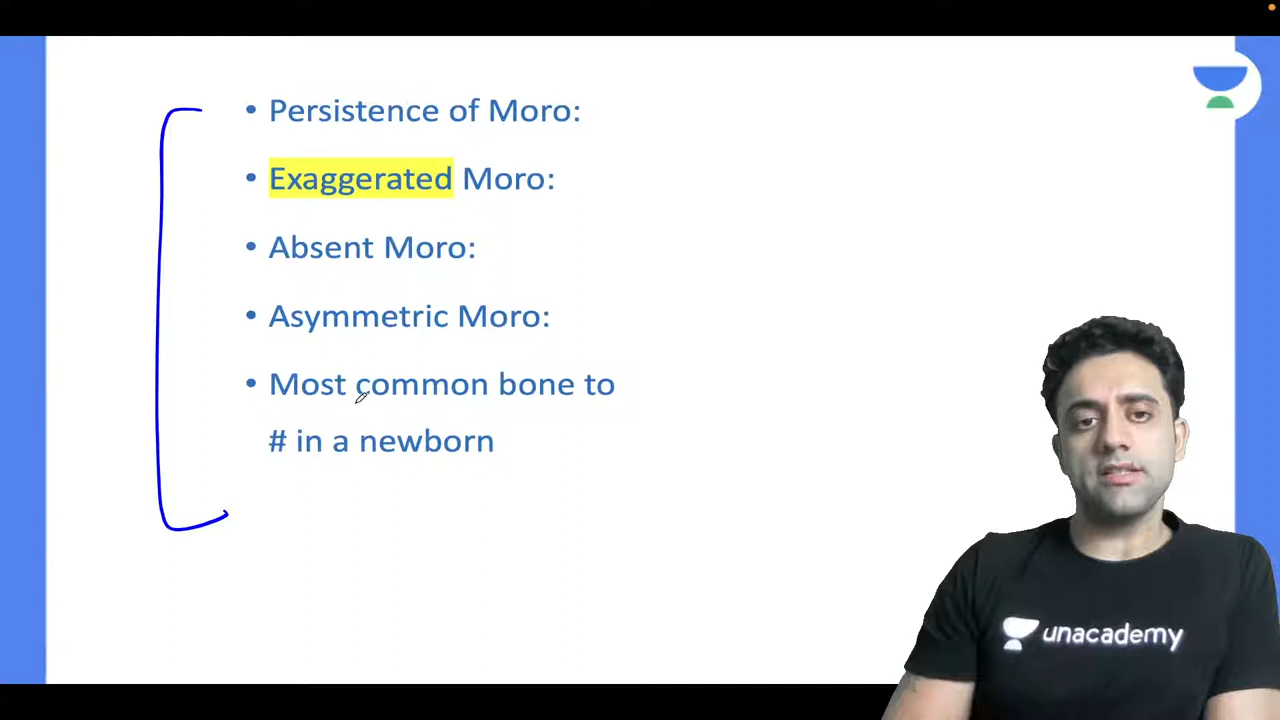 • Persistence of Moro:
• Exaggerated Moro:
• Absent Moro:
• Asymmetric Moro:
• Most common bone to
# in a newborn
unacademy